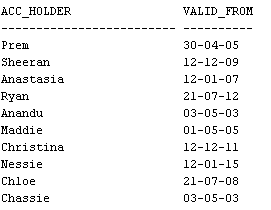 ACC_HOLDER VALID_FROM
------------------------- ----------
Prem 30-04-05
Sheeran 12-12-09
Anastasia 12-01-07
Ryan 21-07-12
Anandu 03-05-03
Maddie 01-05-05
Christina 12-12-11
Nessie 12-01-15
Chloe 21-07-08
Chassie 03-05-03